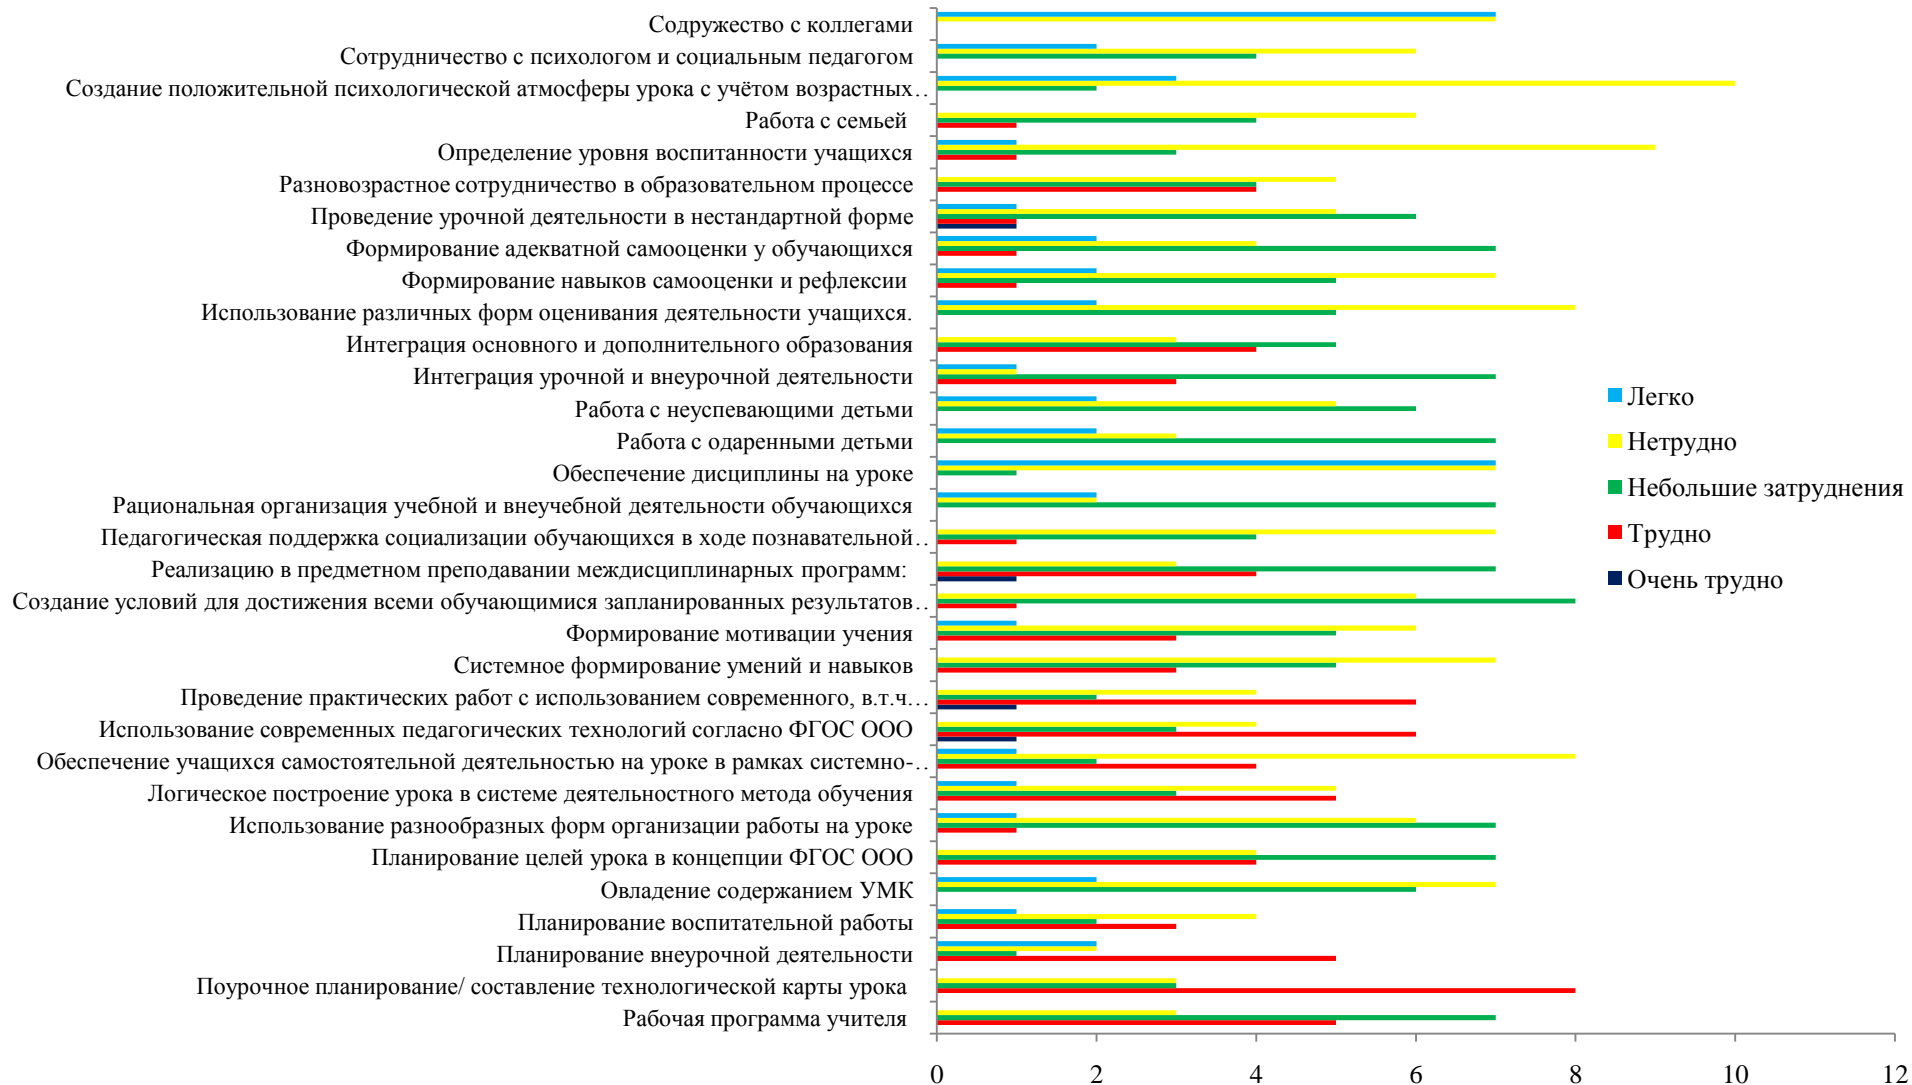 Содружество с коллегами
Сотрудничество с психологом и социальным педагогом
Создание положительной психологической атмосферы урока с учётом возрастных..
Работа с семьей
Определение уровня воспитанности учащихся
Разновозрастное сотрудничество в образовательном процессе
Проведение урочной деятельности в нестандартной форме
Формирование адекватной самооценки у обучающихся
Формирование навыков самооценки и рефлексии
Использование различных форм оценивания деятельности учащихся.
Интеграция основного и дополнительного образования
Интеграция урочной и внеурочной деятельности
Работа с неуспевающими детьми
Работа с одаренными детьми
Обеспечение дисциплины на уроке
Рациональная организация учебной и внеучебной деятельности обучающихся
Педагогическая поддержка социализации обучающихся в ходе познавательной..
Реализацию в предметном преподавании междисциплинарных программ:
Создание условий для достижения всеми обучающимися запланированных результатов..
Формирование мотивации учения
Системное формирование умений и навыков
Проведение практических работ с использованием современного, в.т.ч…
Использование современных педагогических технологий согласно ФГОС ООО
Обеспечение учащихся самостоятельной деятельностью на уроке в рамках системно-..
Логическое построение урока в системе деятельностного метода обучения
Использование разнообразных форм организации работы на уроке
Планирование целей урока в концепции ФГОС ООО
Овладение содержанием УМК
Планирование воспитательной работы
Планирование внеурочной деятельности
Поурочное планирование/ составление технологической карты урока
Рабочая программа учителя
0 2 4 6 8 10 12
Легко
Нетрудно
Небольшие затруднения
Трудно
Очень трудно